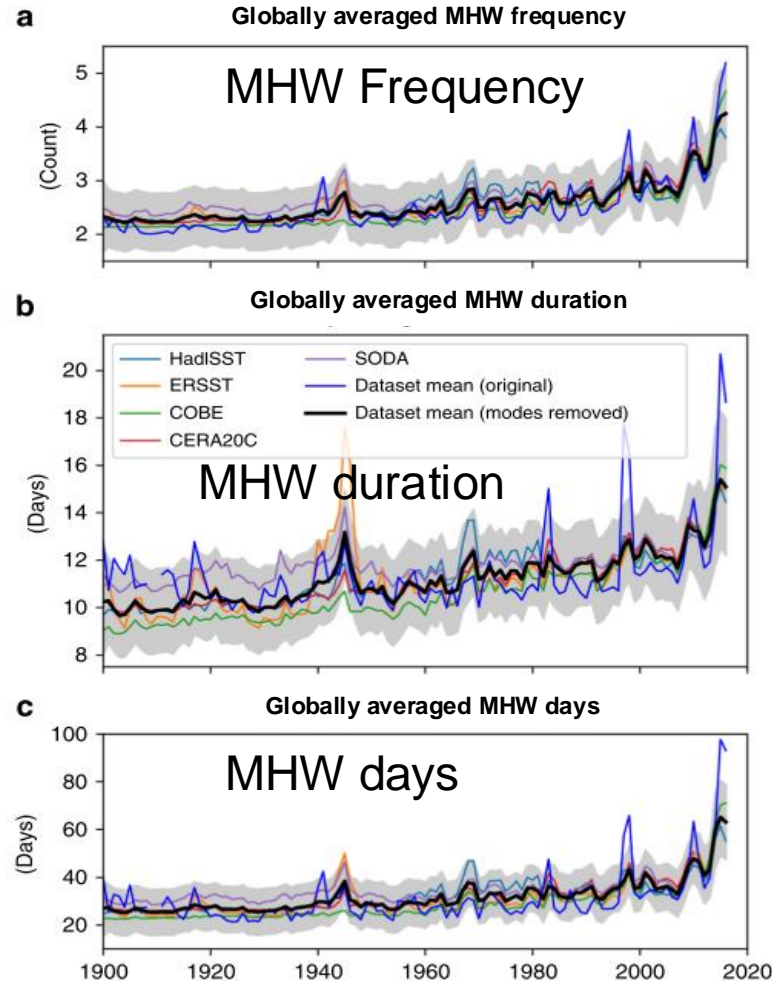 a
Globally averaged MHW frequency
MHW Frequency
(Count)
5
4
3
2
b
Globally averaged MHW duration
HadISST
ERSST
COBE
CERA20C
SODA
Dataset mean (original)
Dataset mean (modes removed)
MHW duration
(Days)
20
18
16
14
12
10
8
c
Globally averaged MHW days
MHW days
(Days)
100
80
60
40
20
1900 1920 1940 1960 1980 2000 2020